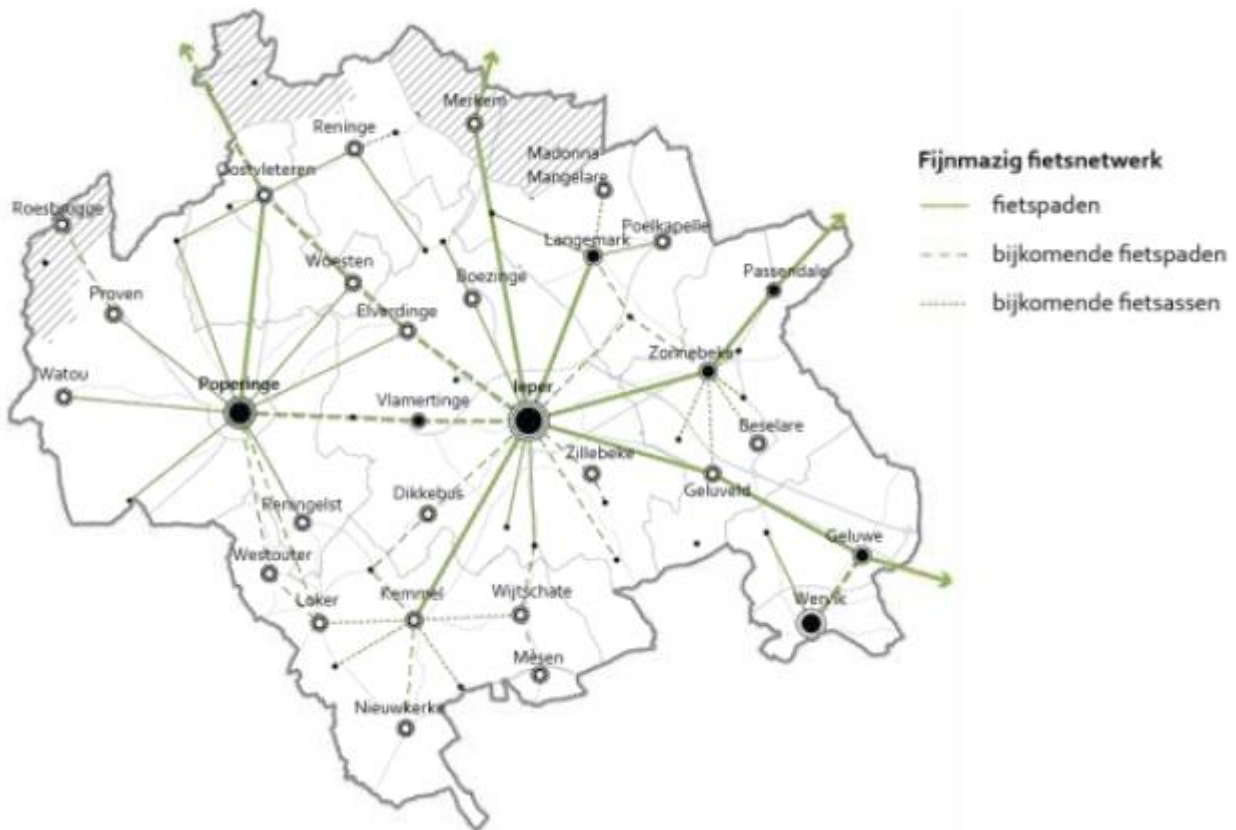 Merkem
Reninge
Madonna
Mangelare
Oostvleteren
Roesbrugge
Poelkapelle
Langemark
Woesten
Boezinge
Passendale
Proven
Elverdinge
Zonnebeke
Watou
Poperinge
Ieper
Vlamertinge
Beselare
Zillebeke
Geluveld
Dikkebus
Reningelst
Geluwe
Westouter
Loker
Kemmel
Wijtschate
Wervik
Mesen
Nieuwkerke
Fijnmazig fietsnetwerk
fietspaden
bijkomende fietspaden
bijkomende fietsassen